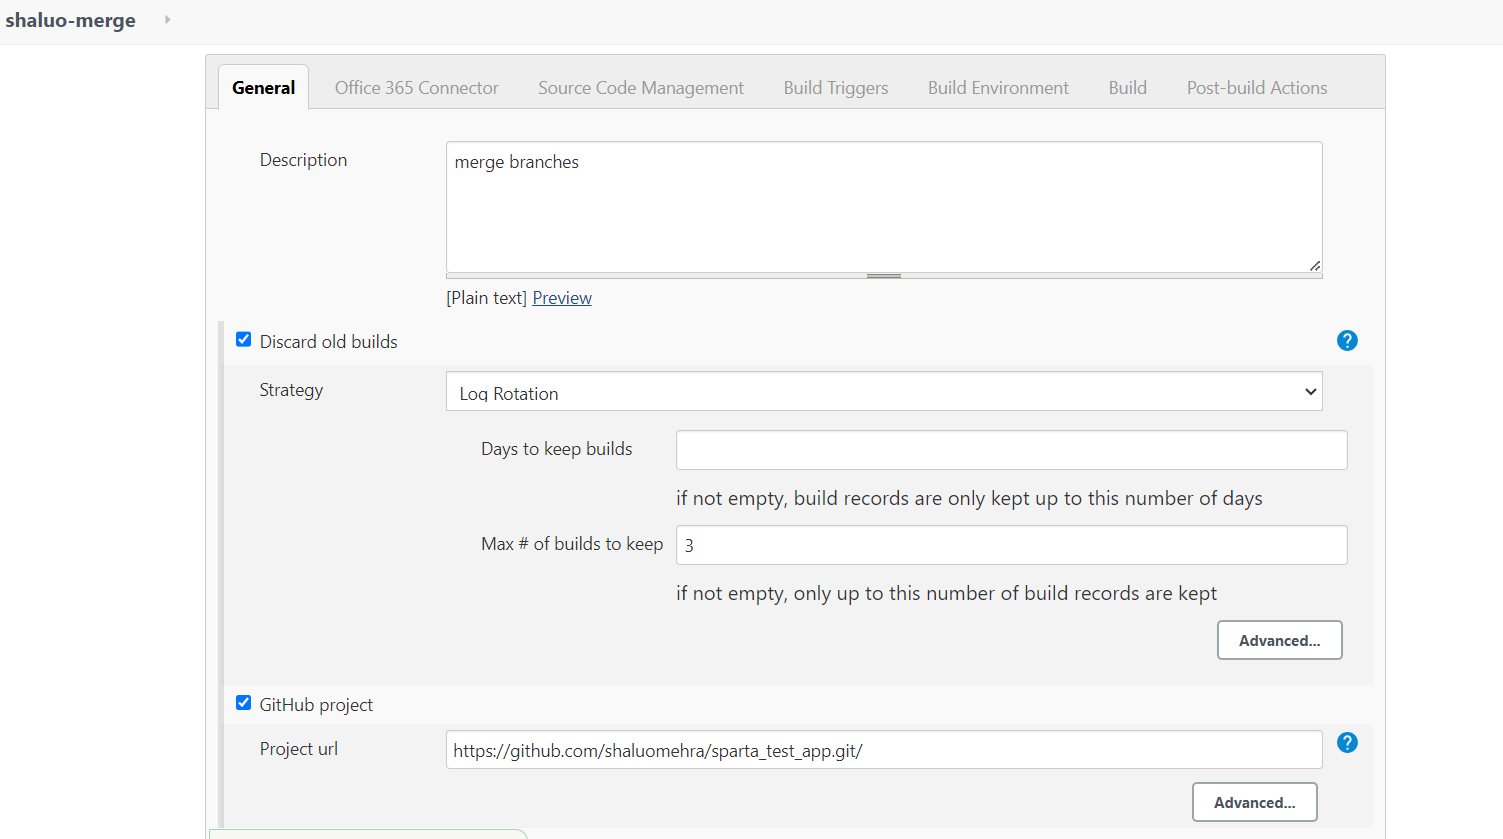 shaluo-merge
General Office 365 Connector Source Code Management Build Triggers Build Environment Build Post-build Actions
Description
merge branches
[Plain text] Preview
Discard old builds
?
Strategy
Log Rotation
Days to keep builds
if not empty, build records are only kept up to this number of days
Max # of builds to keep
3
if not empty, only up to this number of build records are kept
Advanced...
GitHub project
Project url
https://github.com/shaluomehra/sparta_test_app.git/
?
Advanced...